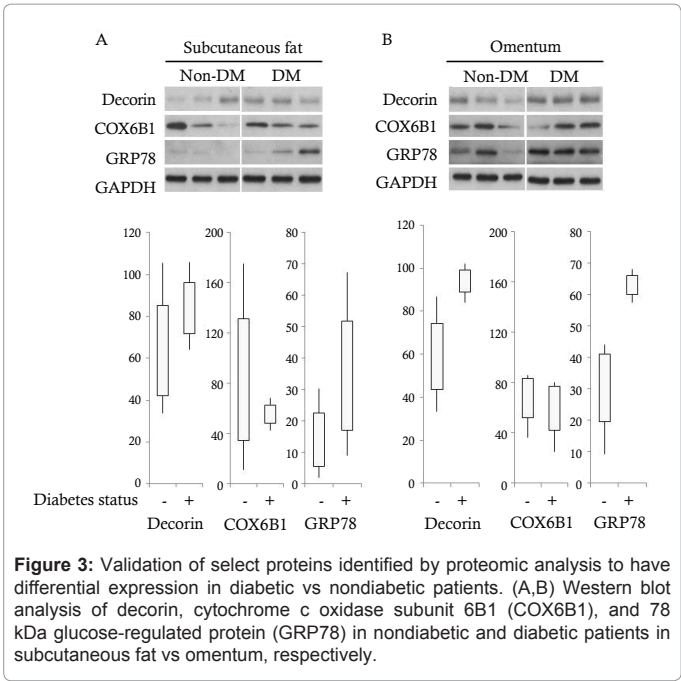 A
Subcutaneous fat
Non-DM DM
Decorin
COX6B1
GRP78
GAPDH
B
Omentum
Non-DM DM
Decorin
COX6B1
GRP78
GAPDH
120
100
80
60
40
20
0
200
160
120
80
40
0
80
70
60
50
40
30
20
10
0
120
100
80
60
40
20
0
200
160
120
80
40
0
80
70
60
50
40
30
20
10
0
Diabetes status - + - + - + - + - + - +
Decorin COX6B1 GRP78 Decorin COX6B1 GRP78
Figure 3: Validation of select proteins identified by proteomic analysis to have
differential expression in diabetic vs nondiabetic patients. (A,B) Western blot
analysis of decorin, cytochrome c oxidase subunit 6B1 (COX6B1), and 78
kDa glucose-regulated protein (GRP78) in nondiabetic and diabetic patients in
subcutaneous fat vs omentum, respectively.